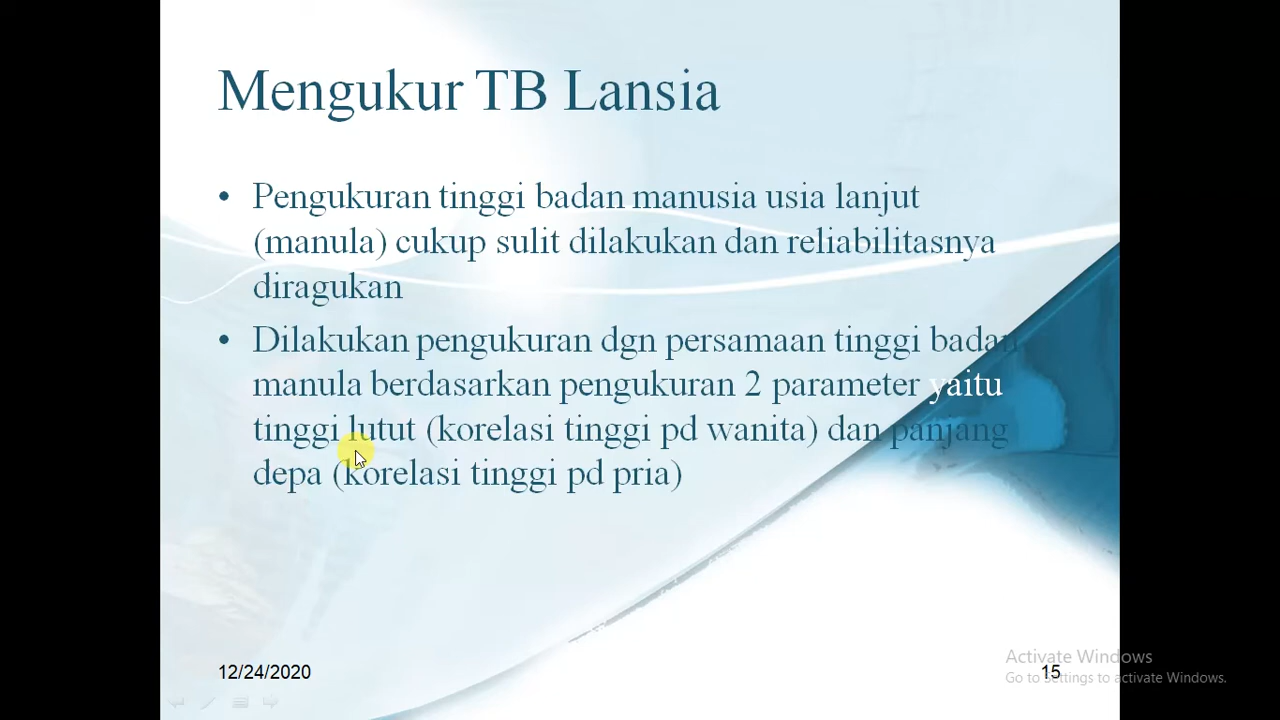 Mengukur TB Lansia
• Pengukuran tinggi badan manusia usia lanjut
(manula) cukup sulit dilakukan dan reliabilitasnya
diragukan
• Dilakukan pengukuran dgn persamaan tinggi badan
manula berdasarkan pengukuran 2 parameter yaitu
tinggi lutut (korelasi tinggi pd wanita) dan panjang
depa (korelasi tinggi pd pria)
12/24/2020
15
Activate Windows
Go to Settings to activate Windows.